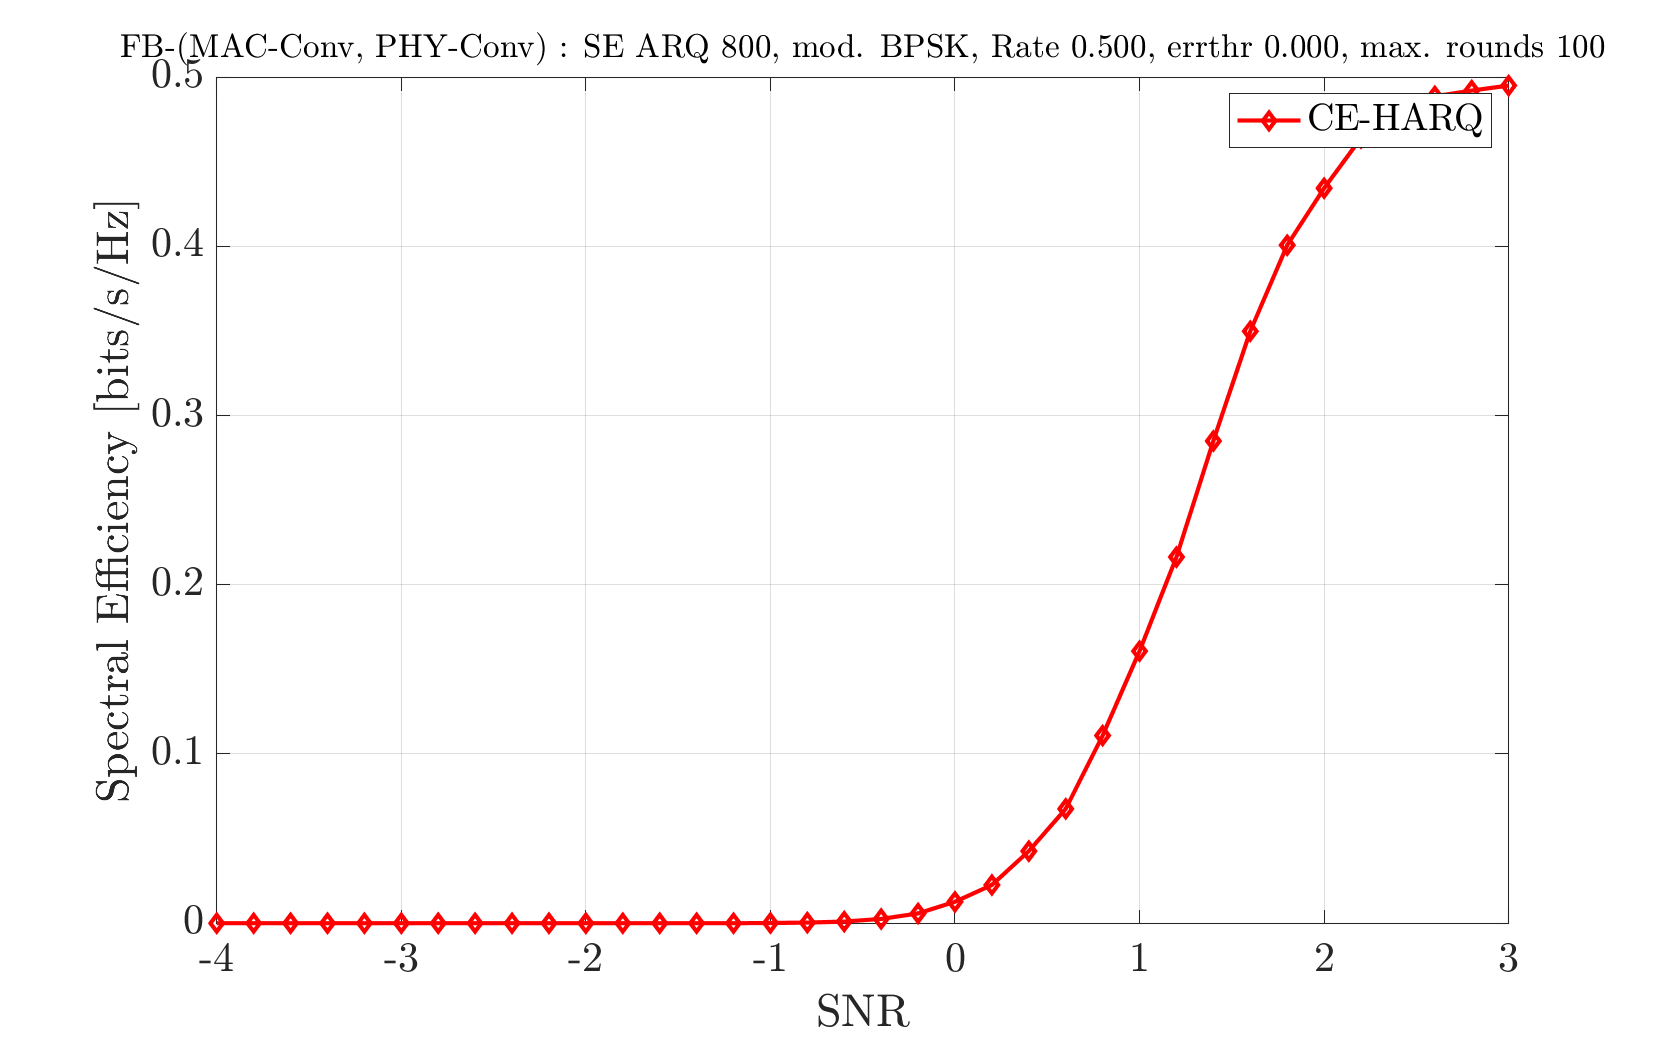 FB-(MAC-Conv, PHY-Conv) : SE ARQ 800, mod. BPSK, Rate 0.500, errthr 0.000, max. rounds 100
0.5
CE-HARQ
0.4
0.3
0.2
0.1
0
Spectral Efficiency [bits/s/Hz]
-4 -3 -2 -1 0 1 2 3
SNR